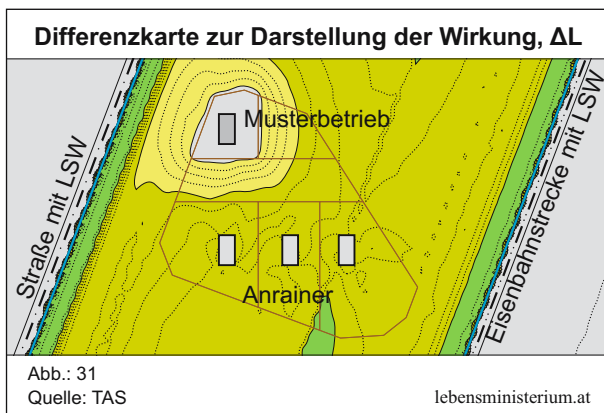 Differenzkarte zur Darstellung der Wirkung, ΔL
Straße mit LSW
Musterbetrieb
Anrainer
Eisenbahnstrecke mit LSW
Abb.: 31
Quelle: TAS
lebensministerium.at